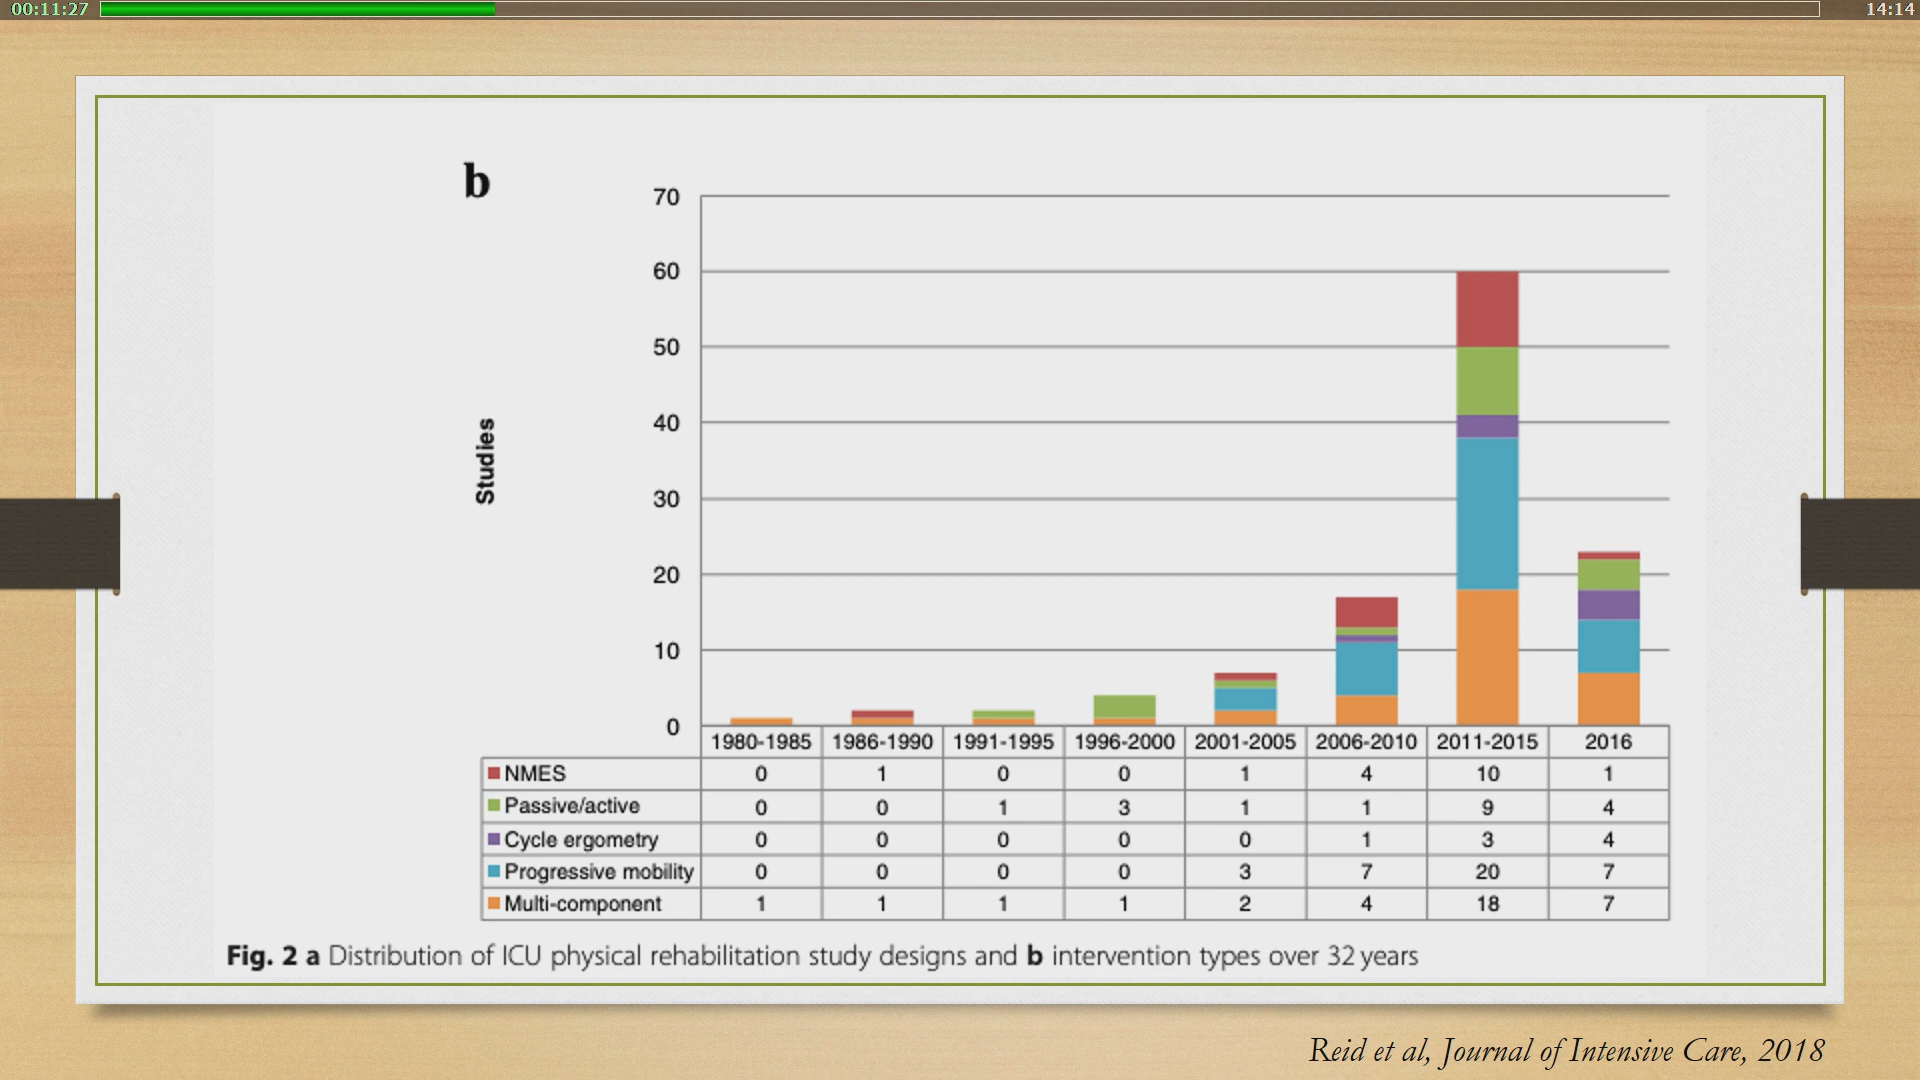 00:11:27 14:14
b
70
60
50
40
30
20
10
0
Studies
1980-1985 1986-1990 1991-1995 1996-2000 2001-2005 2006-2010 2011-2015 2016
NMES 0 1 0 0 1 4 10 1
Passive/active 0 0 1 3 1 1 9 4
Cycle ergometry 0 0 0 0 0 1 3 4
Progressive mobility 0 0 0 0 3 7 20 7
Multi-component 1 1 1 1 2 4 18 7
Fig. 2 a Distribution of ICU physical rehabilitation study designs and b intervention types over 32 years
Reid et al, Journal of Intensive Care, 2018